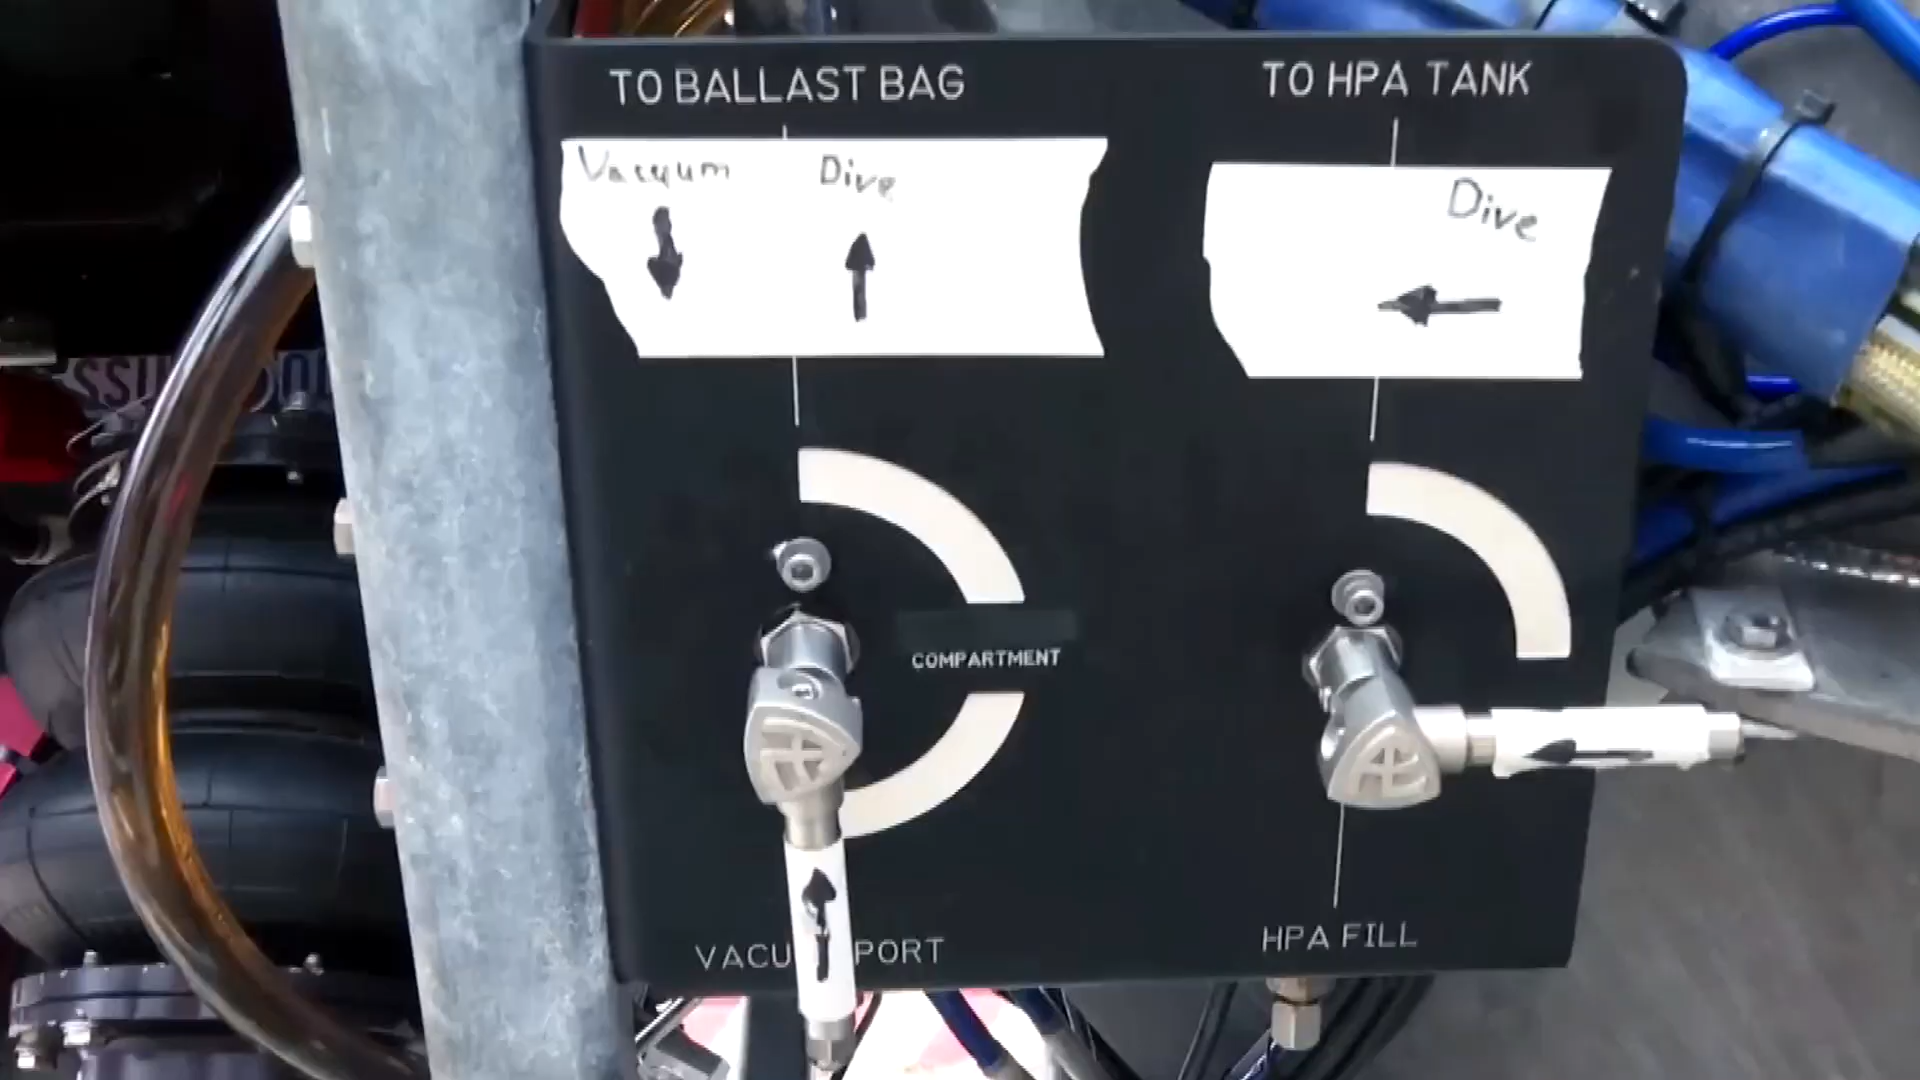 TO BALLAST BAG
Vacuum Dive
COMPARTMENT
TO HPA TANK
Dive
HPA FILL
PORT